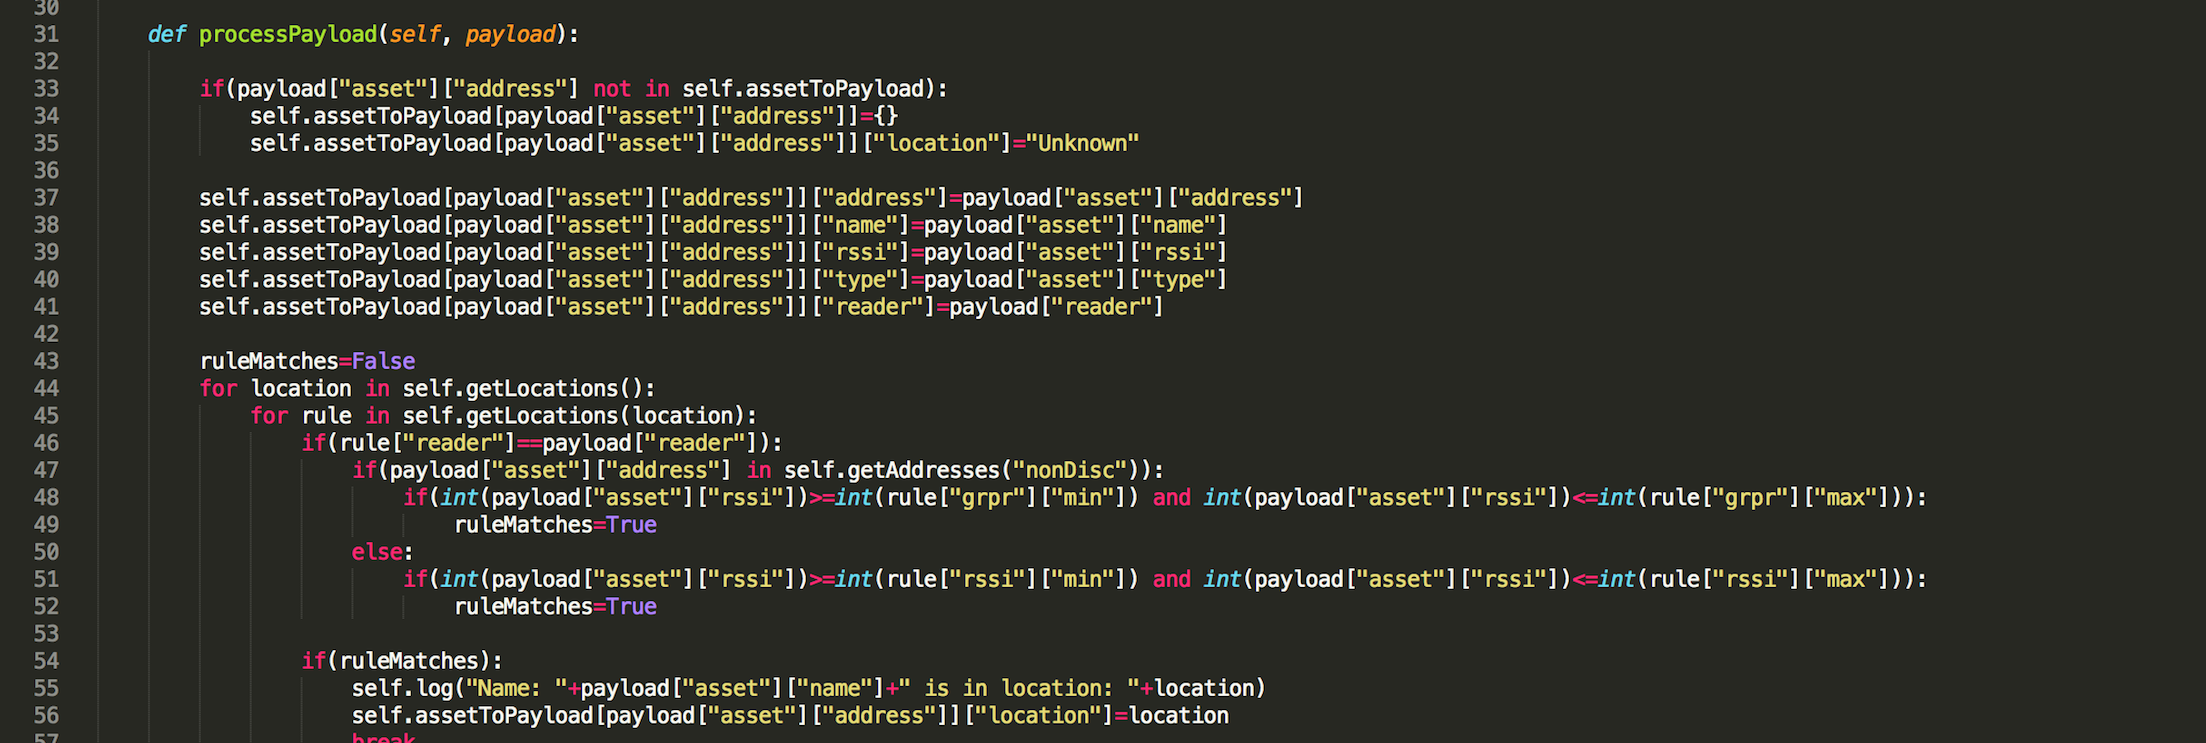 30
31 def processPayload(self, payload):
32
33 if(payload["asset"]["address"] not in self.assetToPayload):
34 self.assetToPayload[payload["asset"]["address"]]={}
35 self.assetToPayload[payload["asset"]["address"]]["location"]="Unknown"
36
37 self.assetToPayload[payload["asset"]["address"]]["address"]=payload["asset"]["address"]
38 self.assetToPayload[payload["asset"]["address"]]["name"]=payload["asset"]["name"]
39 self.assetToPayload[payload["asset"]["address"]]["rssi"]=payload["asset"]["rssi"]
40 self.assetToPayload[payload["asset"]["address"]]["type"]=payload["asset"]["type"]
41 self.assetToPayload[payload["asset"]["address"]]["reader"]=payload["reader"]
42
43 ruleMatches=False
44 for location in self.getLocations():
45 for rule in self.getLocations(location):
46 if(rule["reader"]==payload["reader"]):
47 if(payload["asset"]["address"] in self.getAddresses("nonDisc")):
48 if(int(payload["asset"]["rssi"])>=int(rule["grpr"]["min"]) and int(payload["asset"]["rssi"])<=int(rule["grpr"]["max"])):
49 ruleMatches=True
50 else:
51 if(int(payload["asset"]["rssi"])>=int(rule["rssi"]["min"]) and int(payload["asset"]["rssi"])<=int(rule["rssi"]["max"])):
52 ruleMatches=True
53
54 if(ruleMatches):
55 self.log("Name: "+payload["asset"]["name"]+" is in location: "+location)
56 self.assetToPayload[payload["asset"]["address"]]["location"]=location
57 break